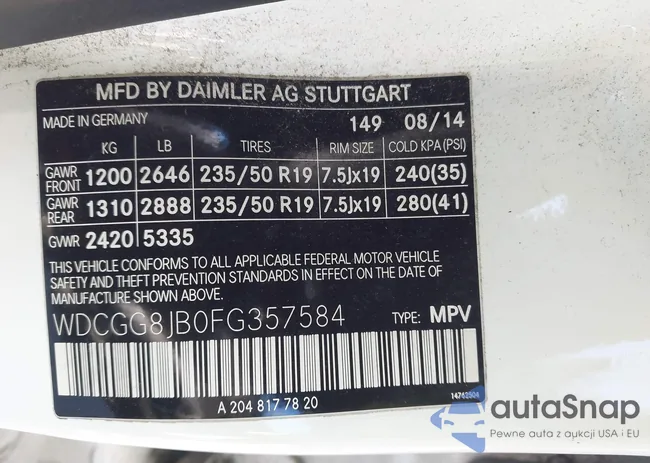 MFD BY DAIMLER AG STUTTGART
MADE IN GERMANY 149 08/14
KG LB TIRES RIM SIZE COLD KPA (PSI)
GAWR FRONT 1200 2646 235/50 R19 7.5Jx19 240(35)
GAWR REAR 1310 2888 235/50 R19 7.5Jx19 280(41)
GVWR 2420 5335
THIS VEHICLE CONFORMS TO ALL APPLICABLE FEDERAL MOTOR VEHICLE
SAFETY AND THEFT PREVENTION STANDARDS IN EFFECT ON THE DATE
OF MANUFACTURE SHOWN ABOVE.
WDCGG8JB0FG357584 TYPE: MPV
A 204 817 78 20
autaSnap
Pewne auta z aukcji USA i EU